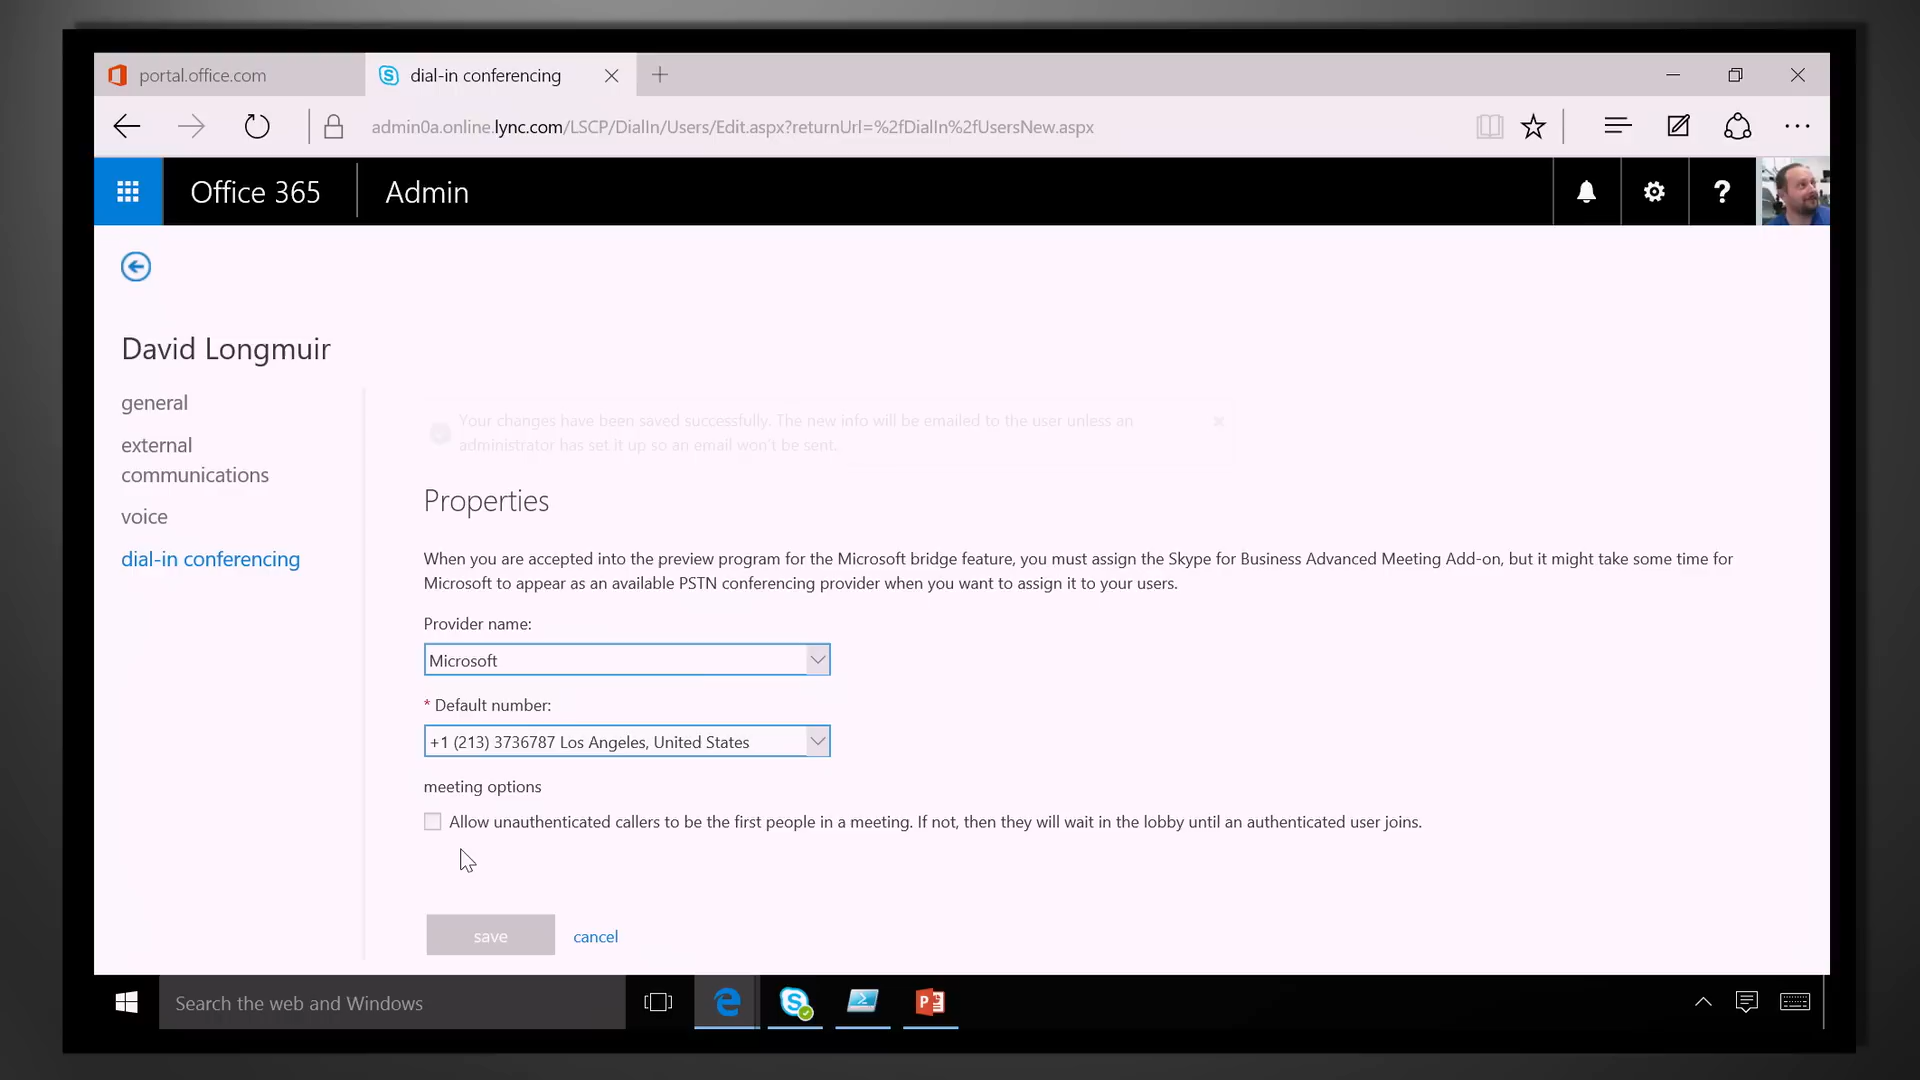 portal.office.com
dial-in conferencing
admin0a.online.lync.com/LSCP/DialIn/Users/Edit.aspx?returnUrl=%2fDialIn%2fUsersNew.aspx
Office 365
Admin
?
David Longmuir
general
external
communications
voice
dial-in conferencing
Your changes have been saved successfully. The new info will be emailed to the user unless an
administrator has set it up so an email won't be sent.
Properties
When you are accepted into the preview program for the Microsoft bridge feature, you must assign the Skype for Business Advanced Meeting Add-on, but it might take some time for
Microsoft to appear as an available PSTN conferencing provider when you want to assign it to your users.
Provider name:
Microsoft
* Default number:
+1 (213) 3736787 Los Angeles, United States
meeting options
Allow unauthenticated callers to be the first people in a meeting. If not, then they will wait in the lobby until an authenticated user joins.
save
cancel
Search the web and Windows